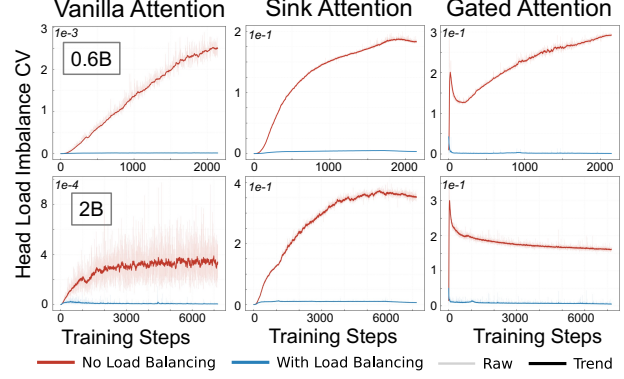 Vanilla Attention Sink Attention Gated Attention
Head Load Imbalance CV
1e-3 1e-1 1e-1
0.6B
3 2 1 0
2 1 0
3 2 1 0
0 1000 2000 0 1000 2000 0 1000 2000
1e-4 1e-1 1e-1
2B
8 4 0
4 2 0
3 2 1 0
0 3000 6000 0 3000 6000 0 3000 6000
Training Steps Training Steps Training Steps
No Load Balancing With Load Balancing Raw Trend